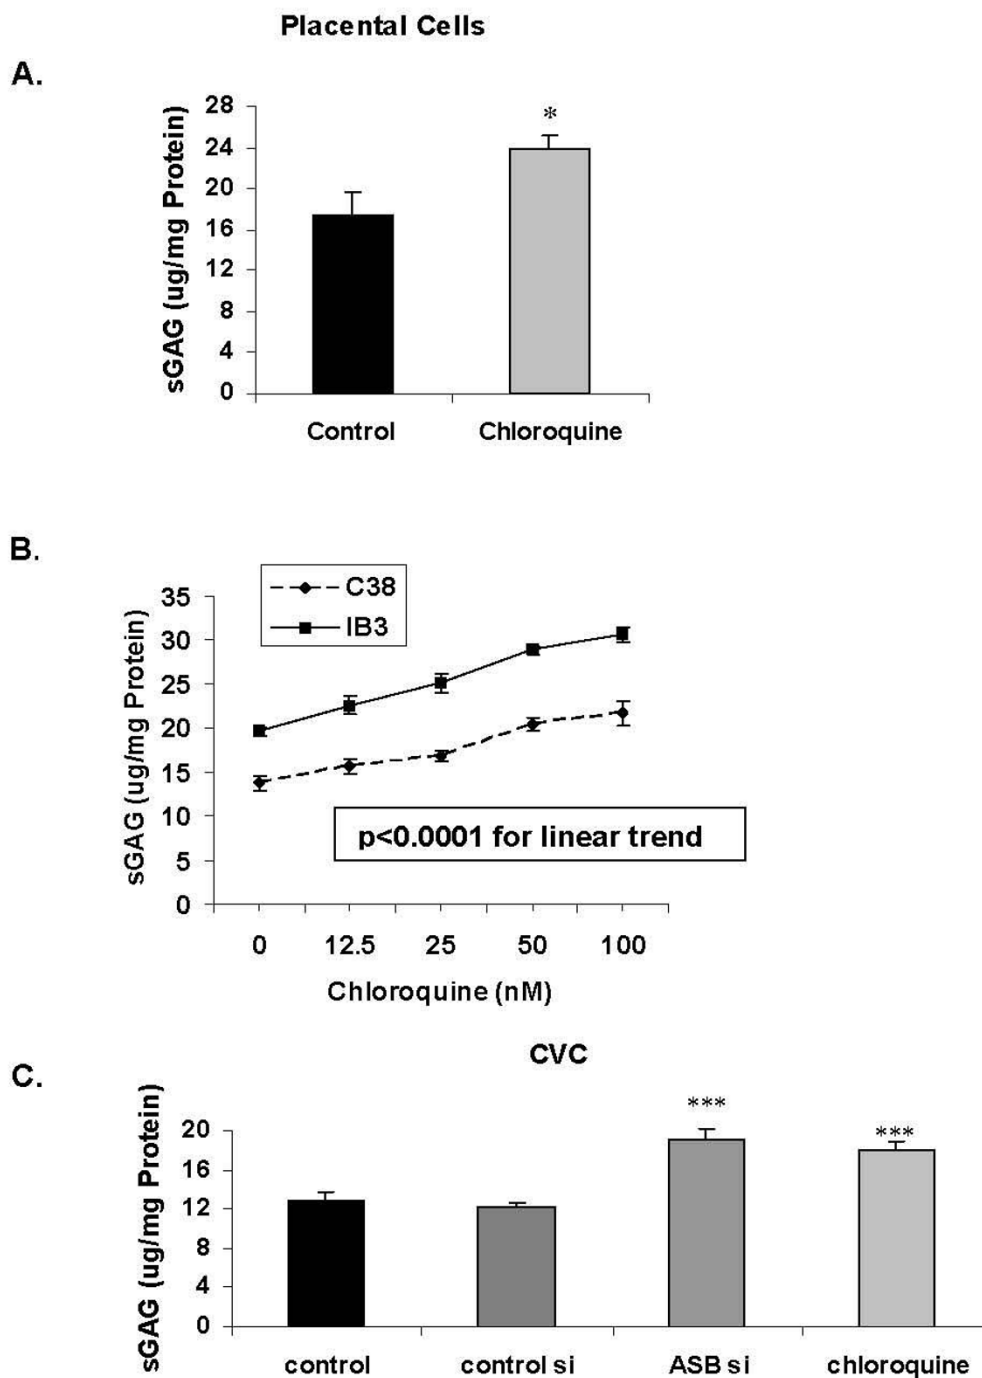 Placental Cells
A.
sGAG (ug/mg Protein)
28
24
20
16
12
8
4
0
*
Control
Chloroquine
B.
C38
IB3
sGAG (ug/mg Protein)
35
30
25
20
15
10
5
0
p<0.0001 for linear trend
0
12.5
25
50
100
Chloroquine (nM)
CVC
C.
sGAG (ug/mg Protein)
20
16
12
8
4
0
***
***
control
control si
ASB si
chloroquine